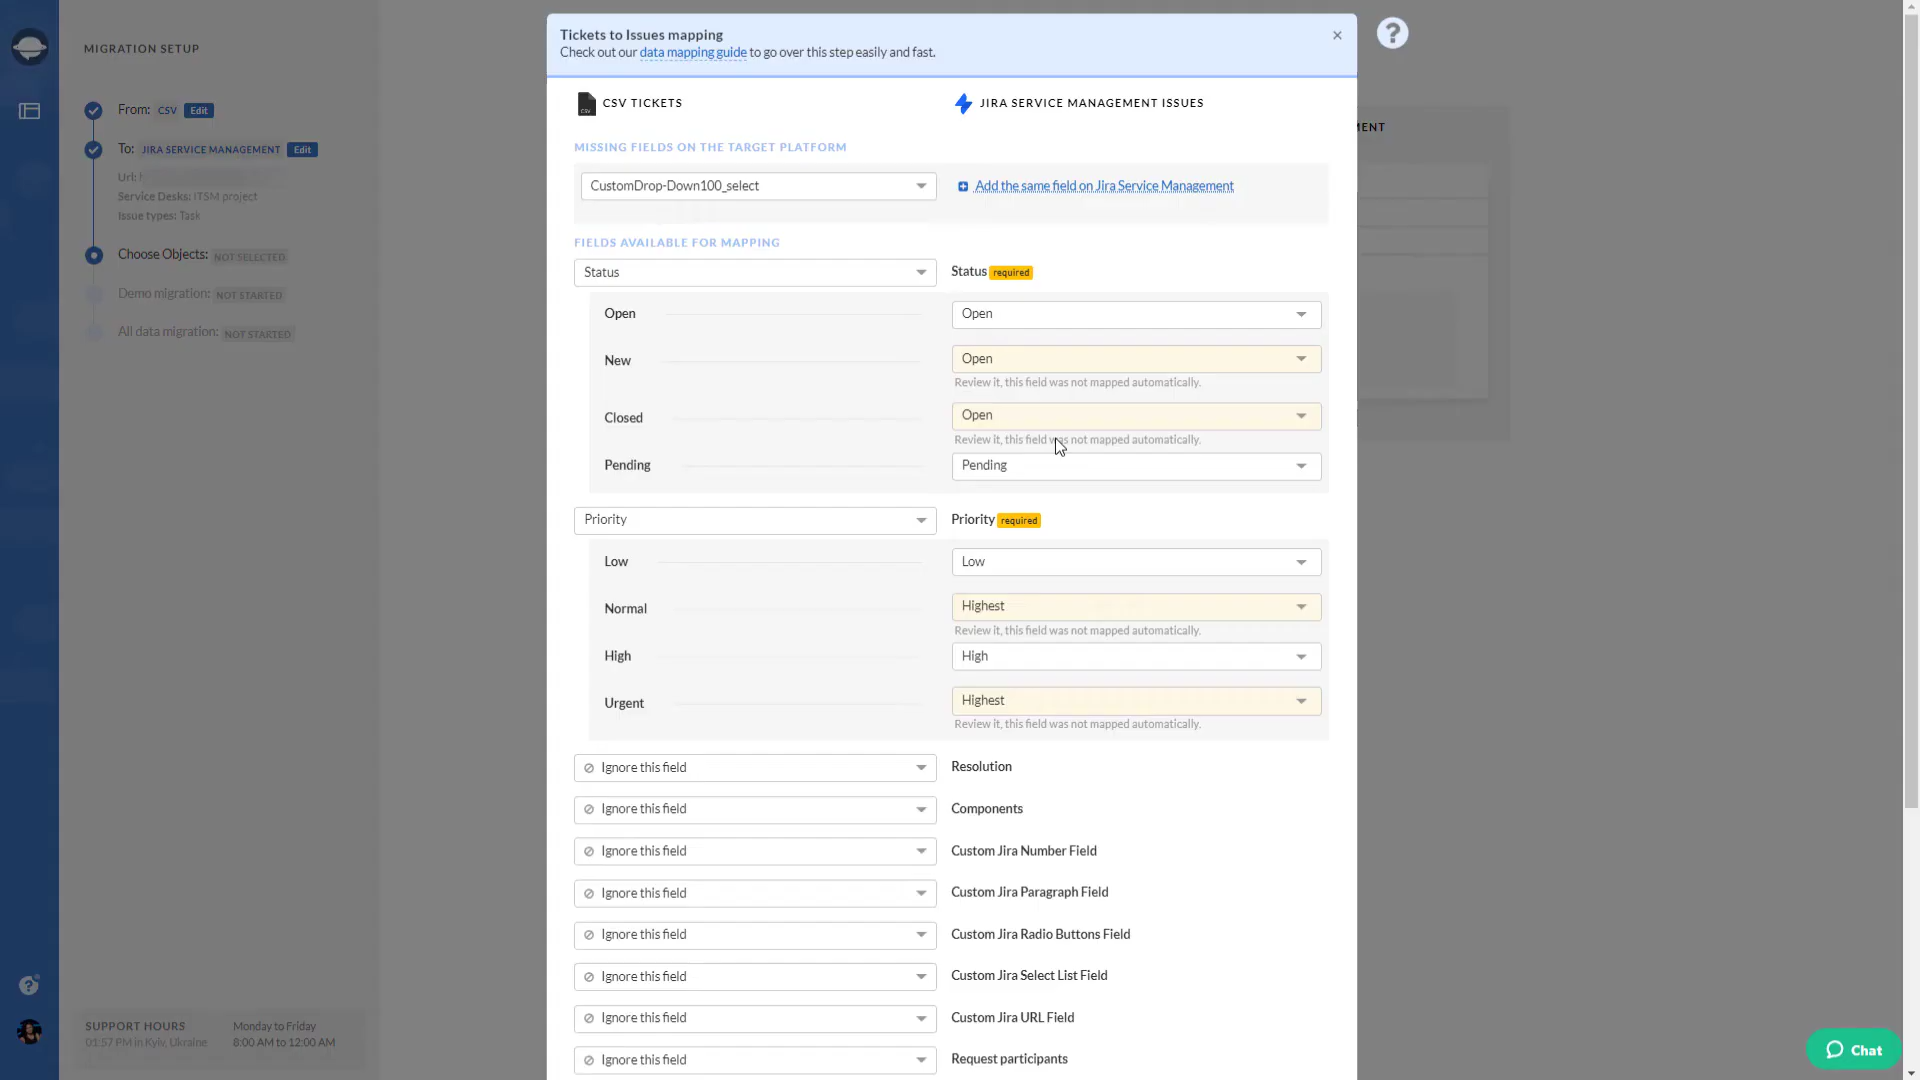 MIGRATION SETUP
From: CSV Edit
To: JIRA SERVICE MANAGEMENT Edit
Url:
Service Desks: ITSM project
Issue types: Task
Choose Objects: NOT SELECTED
Demo migration: NOT STARTED
All data migration: NOT STARTED
SUPPORT HOURS
01:57 PM in Kyiv, Ukraine
Monday to Friday
8:00 AM to 12:00 AM
Tickets to Issues mapping
×
Check out our data mapping guide to go over this step easily and fast.
?
CSV TICKETS
JIRA SERVICE MANAGEMENT ISSUES
MISSING FIELDS ON THE TARGET PLATFORM
CustomDrop-Down100_select
Add the same field on Jira Service Management
FIELDS AVAILABLE FOR MAPPING
Status
Status required
Open
Open
New
Open
Review it, this field was not mapped automatically.
Closed
Open
Review it, this field was not mapped automatically.
Pending
Pending
Priority
Priority required
Low
Low
Normal
Highest
Review it, this field was not mapped automatically.
High
High
Urgent
Highest
Review it, this field was not mapped automatically.
Ignore this field
Resolution
Ignore this field
Components
Ignore this field
Custom Jira Number Field
Ignore this field
Custom Jira Paragraph Field
Ignore this field
Custom Jira Radio Buttons Field
Ignore this field
Custom Jira Select List Field
Ignore this field
Custom Jira URL Field
Ignore this field
Request participants
Chat